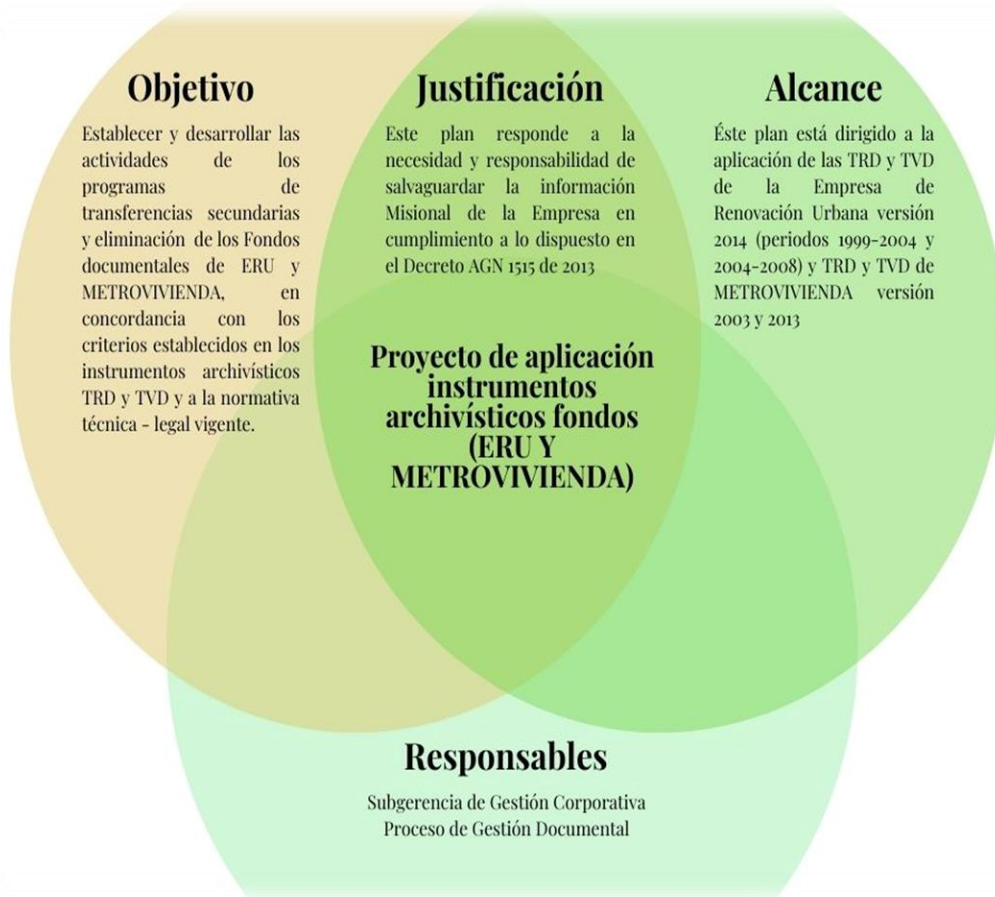 Objetivo
Establecer y desarrollar las
actividades de los
programas de
transferencias secundarias
y eliminación de los Fondos
documentales de ERU y
METROVIVIENDA, en
concordancia con los
criterios establecidos en los
instrumentos archivísticos
TRD y TVD y a la normativa
técnica - legal vigente.
Justificación
Este plan responde a la
necesidad y responsabilidad de
salvaguardar la información
Misional de la Empresa en
cumplimiento a lo dispuesto en
el Decreto AGN 1515 de 2013
Alcance
Éste plan está dirigido a la
aplicación de las TRD y TVD
de la Empresa de
Renovación Urbana versión
2014 (periodos 1999-2004 y
2004-2008) y TRD y TVD de
METROVIVIENDA versión
2003 y 2013
Proyecto de aplicación
instrumentos
archivísticos fondos
(ERU Y
METROVIVIENDA)
Responsables
Subgerencia de Gestión Corporativa
Proceso de Gestión Documental